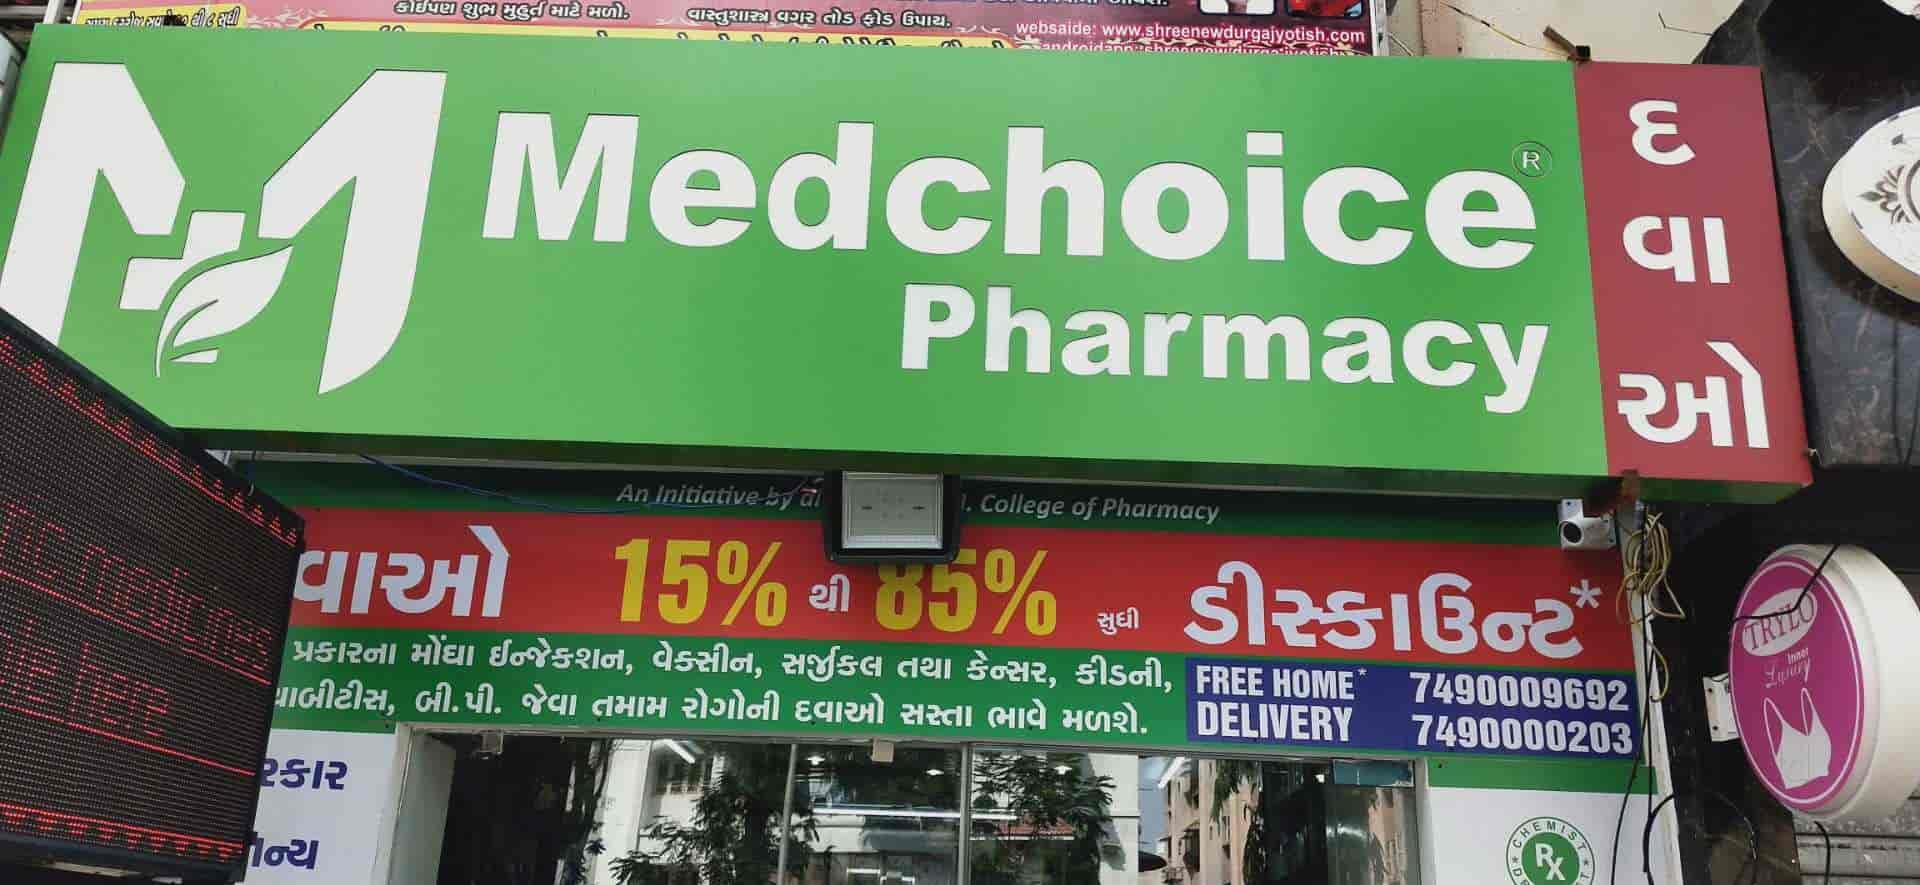 કોઈપણ શુભ મુહુર્ત માટે મળો.
વાસ્તુશાસ્ત્ર વગર તોડ ફોડ ઉપાય.
websaide: www.shreenewdurgajyotish.com
Medchoice ®
Pharmacy
દ
વા
ઓ
An Initiative by
College of Pharmacy
વાઓ 15% થી 85% સુધી ડીસ્કાઉન્ટ*
પ્રકારના મોંઘા ઈન્જેક્શન, વેક્સીન, સર્જીકલ તથા કેન્સર, કીડની,
યાબીટીસ, બી.પી. જેવા તમામ રોગોની દવાઓ સસ્તા ભાવે મળશે.
FREE HOME* 7490009692
DELIVERY 7490000203
medicines
here
TRYLO
Inner
Luxury
CHEMIST
RX